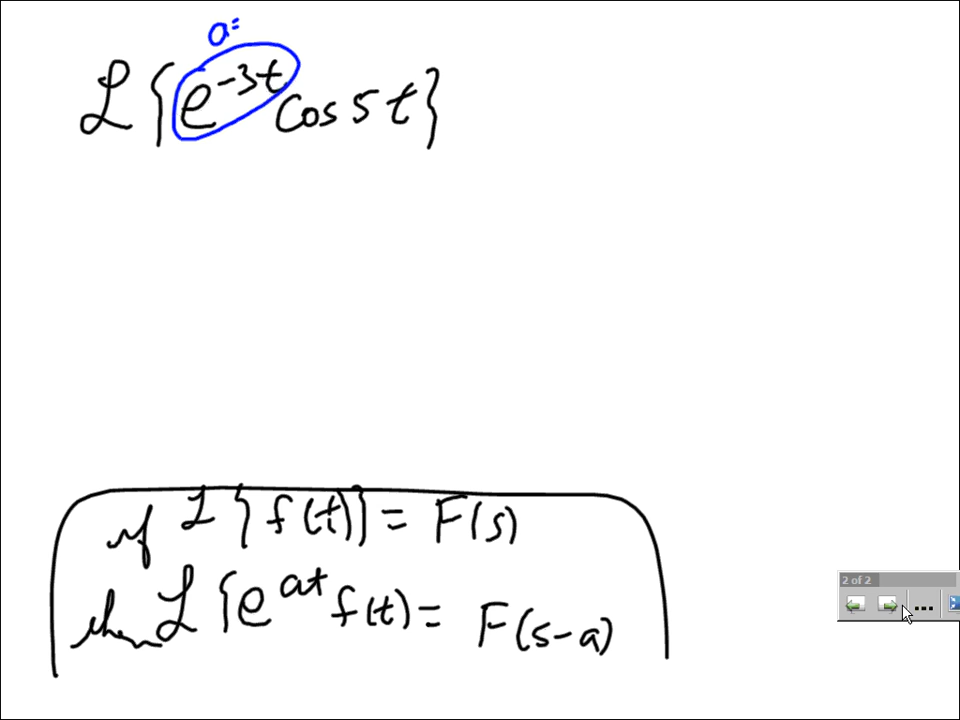 a=
ℒ{e^{-3t} cos 5t}
if ℒ{f(t)} = F(s)
then ℒ{e^{at} f(t) = F(s-a)
2 of 2
...